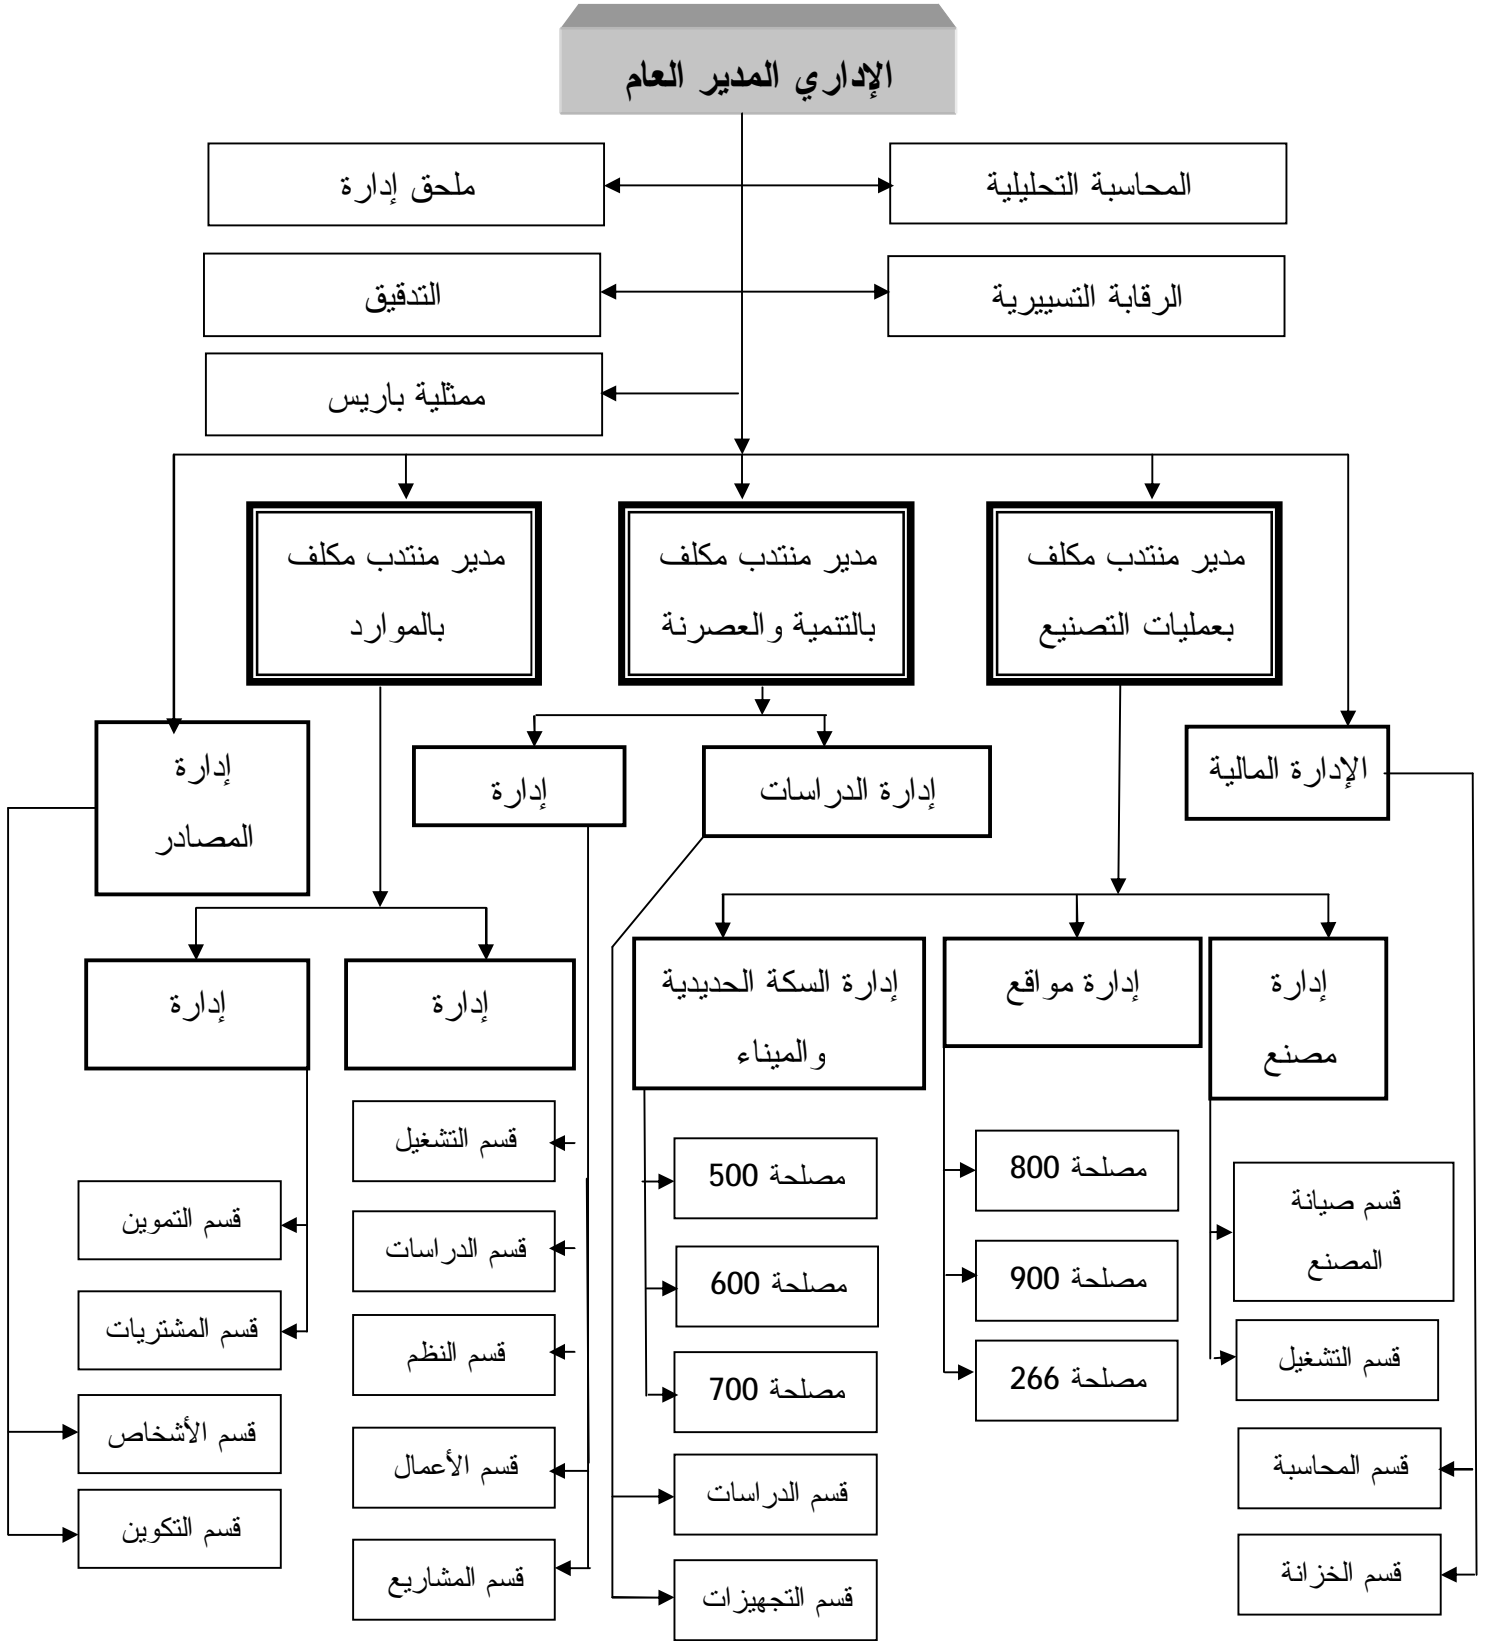 الإداري المدير العام
المحاسبة التحليلية
ملحق إدارة
الرقابة التسييرية
التدقيق
ممثلية باريس
مدير منتدب مكلف
بعمليات التصنيع
مدير منتدب مكلف
بالتنمية والعصرنة
مدير منتدب مكلف
بالموارد
الإدارة المالية
إدارة الدراسات
إدارة
إدارة
المصادر
إدارة
مصنع
إدارة مواقع
إدارة السكة الحديدية
والميناء
إدارة
إدارة
قسم صيانة
المصنع
قسم التشغيل
قسم المحاسبة
قسم الخزانة
مصلحة 800
مصلحة 900
مصلحة 266
مصلحة 500
مصلحة 600
مصلحة 700
قسم الدراسات
قسم التجهيزات
قسم التشغيل
قسم الدراسات
قسم النظم
قسم الأعمال
قسم المشاريع
قسم التموين
قسم المشتريات
قسم الأشخاص
قسم التكوين